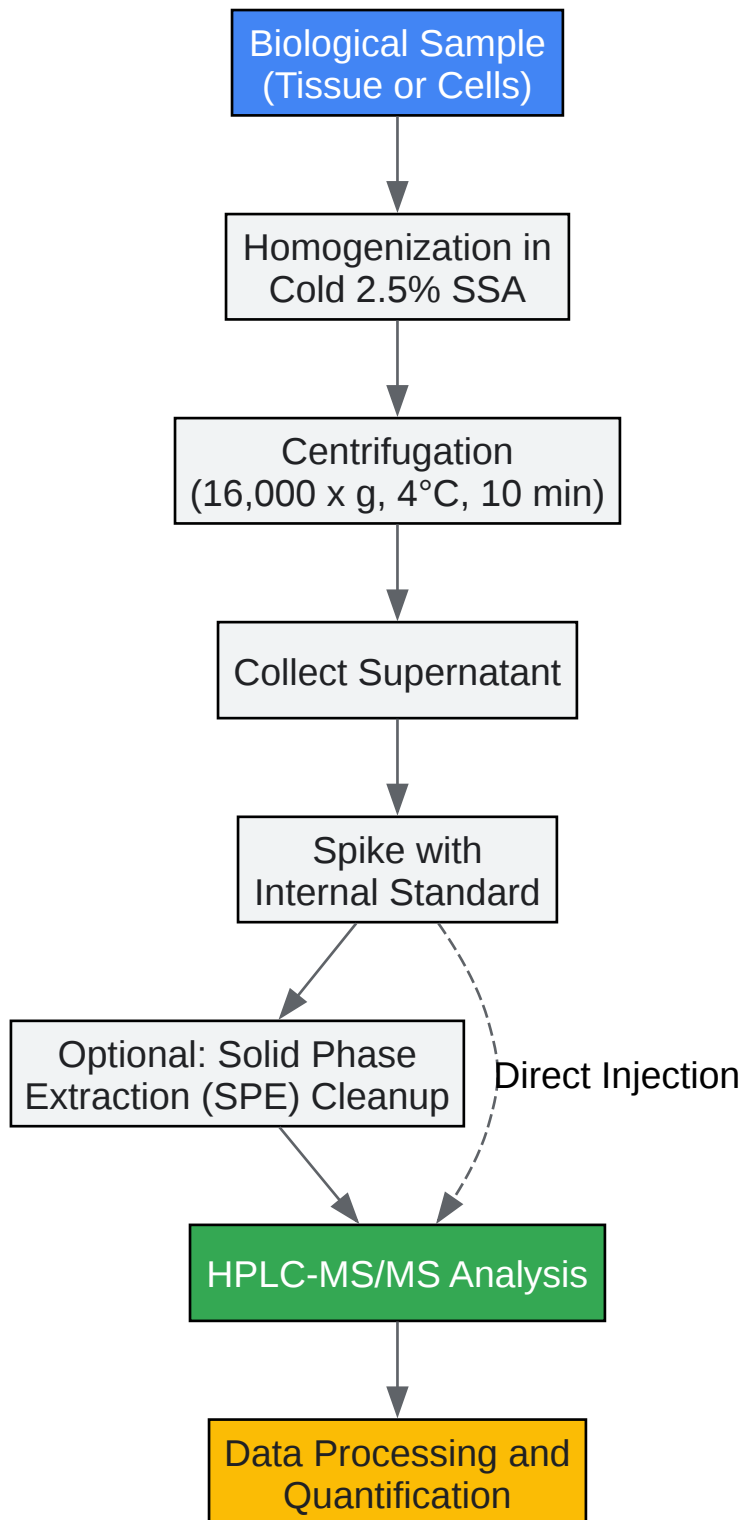 Biological Sample
(Tissue or Cells)
Homogenization in
Cold 2.5% SSA
Centrifugation
(16,000 x g, 4°C, 10 min)
Collect Supernatant
Spike with
Internal Standard
Optional: Solid Phase
Extraction (SPE) Cleanup
Direct Injection
HPLC-MS/MS Analysis
Data Processing and
Quantification